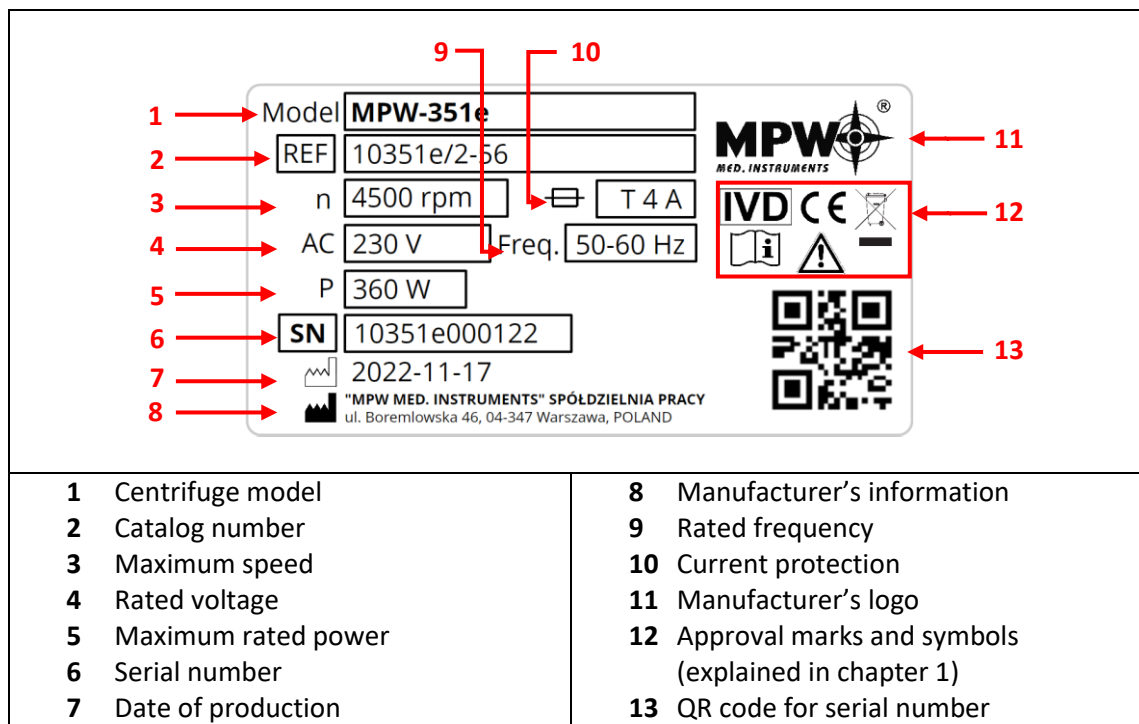 9 10
1 Model MPW-351e
2 REF 10351e/2-56
3 n 4500 rpm T 4 A
4 AC 230 V Freq. 50-60 Hz
5 P 360 W
6 SN 10351e000122
7 2022-11-17
8 "MPW MED. INSTRUMENTS" SPÓŁDZIELNIA PRACY
ul. Boremlowska 46, 04-347 Warszawa, POLAND
MPW ®
MED. INSTRUMENTS
11
IVD CE
i
12
13
1 Centrifuge model
2 Catalog number
3 Maximum speed
4 Rated voltage
5 Maximum rated power
6 Serial number
7 Date of production
8 Manufacturer’s information
9 Rated frequency
10 Current protection
11 Manufacturer’s logo
12 Approval marks and symbols
(explained in chapter 1)
13 QR code for serial number